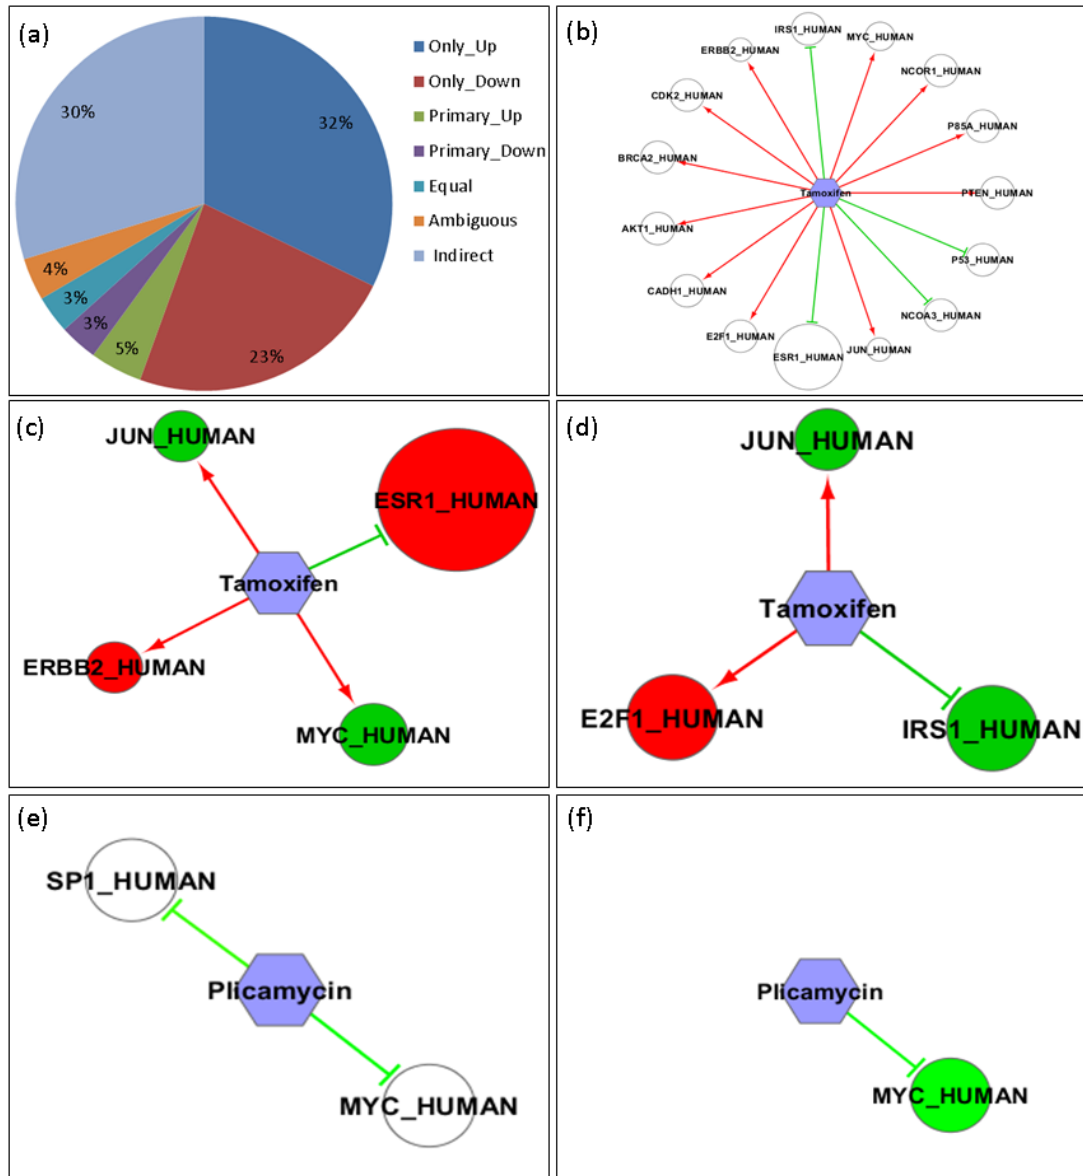 (a)
32%
23%
5%
3%
3%
4%
30%
Only_Up
Only_Down
Primary_Up
Primary_Down
Equal
Ambiguous
Indirect
(b)
IRS1_HUMAN
MYC_HUMAN
ERBB2_HUMAN
NCOR1_HUMAN
CDK2_HUMAN
P85A_HUMAN
BRCA2_HUMAN
Tamoxifen
PTEN_HUMAN
AKT1_HUMAN
P53_HUMAN
CADH1_HUMAN
NCOA3_HUMAN
E2F1_HUMAN
ESR1_HUMAN
JUN_HUMAN
(c)
JUN_HUMAN
ESR1_HUMAN
Tamoxifen
ERBB2_HUMAN
MYC_HUMAN
(d)
JUN_HUMAN
Tamoxifen
E2F1_HUMAN
IRS1_HUMAN
(e)
SP1_HUMAN
Plicamycin
MYC_HUMAN
(f)
Plicamycin
MYC_HUMAN